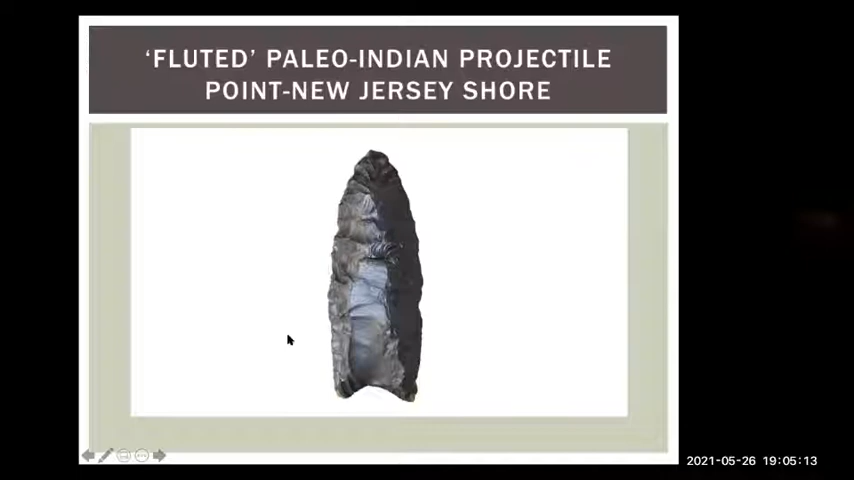 ‘FLUTED’ PALEO-INDIAN PROJECTILE
POINT-NEW JERSEY SHORE
2021-05-26 19:05:13